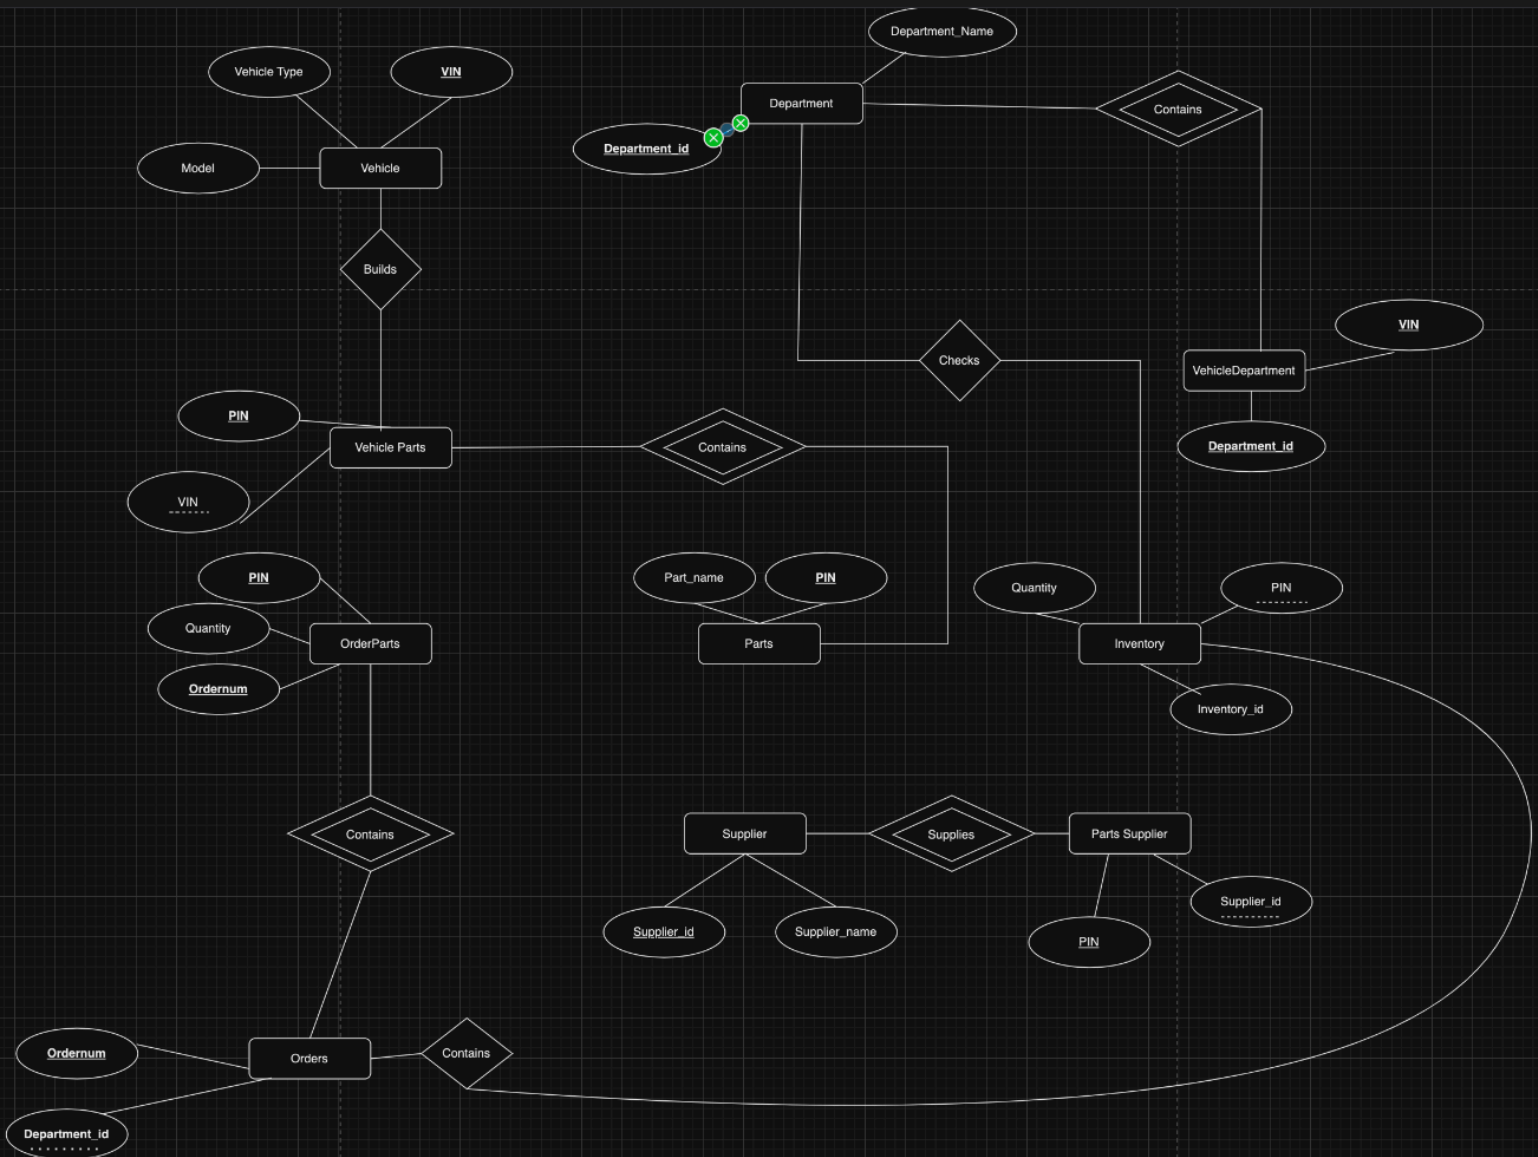 Department_Name
Vehicle Type
VIN
Department
Contains
Department_id
Model
Vehicle
Builds
VIN
Checks
VehicleDepartment
PIN
Vehicle Parts
Contains
Department_id
VIN
PIN
Part_name
PIN
Quantity
PIN
Quantity
OrderParts
Parts
Inventory
Ordernum
Inventory_id
Contains
Supplier
Supplies
Parts Supplier
Supplier_id
Supplier_id
Supplier_name
PIN
Ordernum
Orders
Contains
Department_id